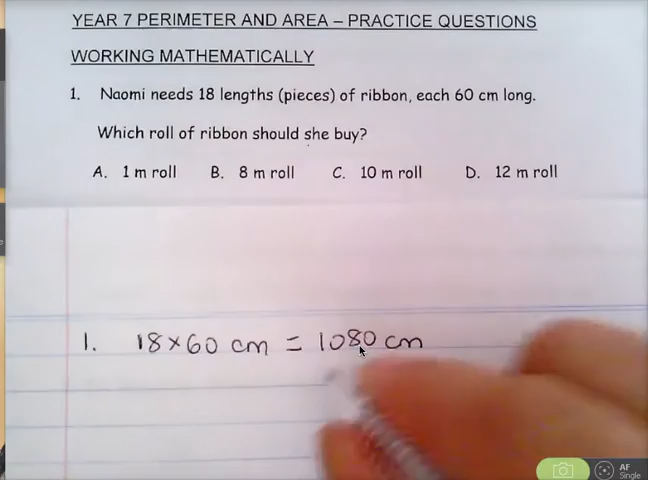 YEAR 7 PERIMETER AND AREA – PRACTICE QUESTIONS
WORKING MATHEMATICALLY
1. Naomi needs 18 lengths (pieces) of ribbon, each 60 cm long.
Which roll of ribbon should she buy?
A. 1 m roll B. 8 m roll C. 10 m roll D. 12 m roll
1. 18 × 60 cm = 1080 cm
AF
Single